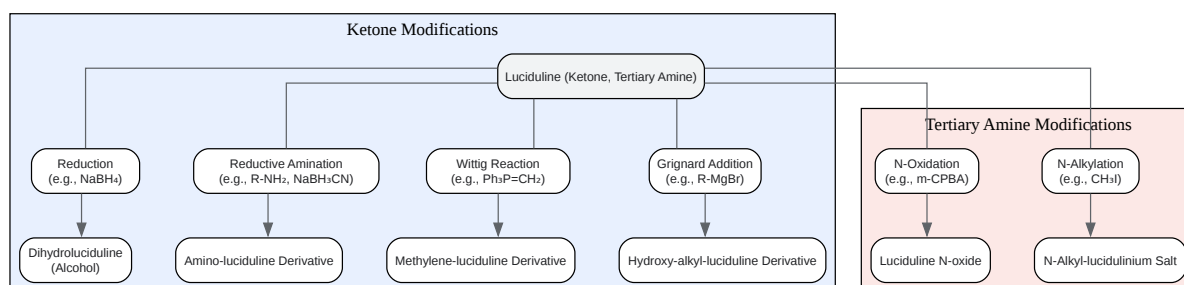 Ketone Modifications
Luciduline (Ketone, Tertiary Amine)
Tertiary Amine Modifications
Reduction
(e.g., NaBH₄)
Reductive Amination
(e.g., R-NH₂, NaBH₃CN)
Wittig Reaction
(e.g., Ph₃P=CH₂)
Grignard Addition
(e.g., R-MgBr)
N-Oxidation
(e.g., m-CPBA)
N-Alkylation
(e.g., CH₃I)
Dihydroluciduline
(Alcohol)
Amino-luciduline Derivative
Methylene-luciduline Derivative
Hydroxy-alkyl-luciduline Derivative
Luciduline N-oxide
N-Alkyl-lucidulinium Salt